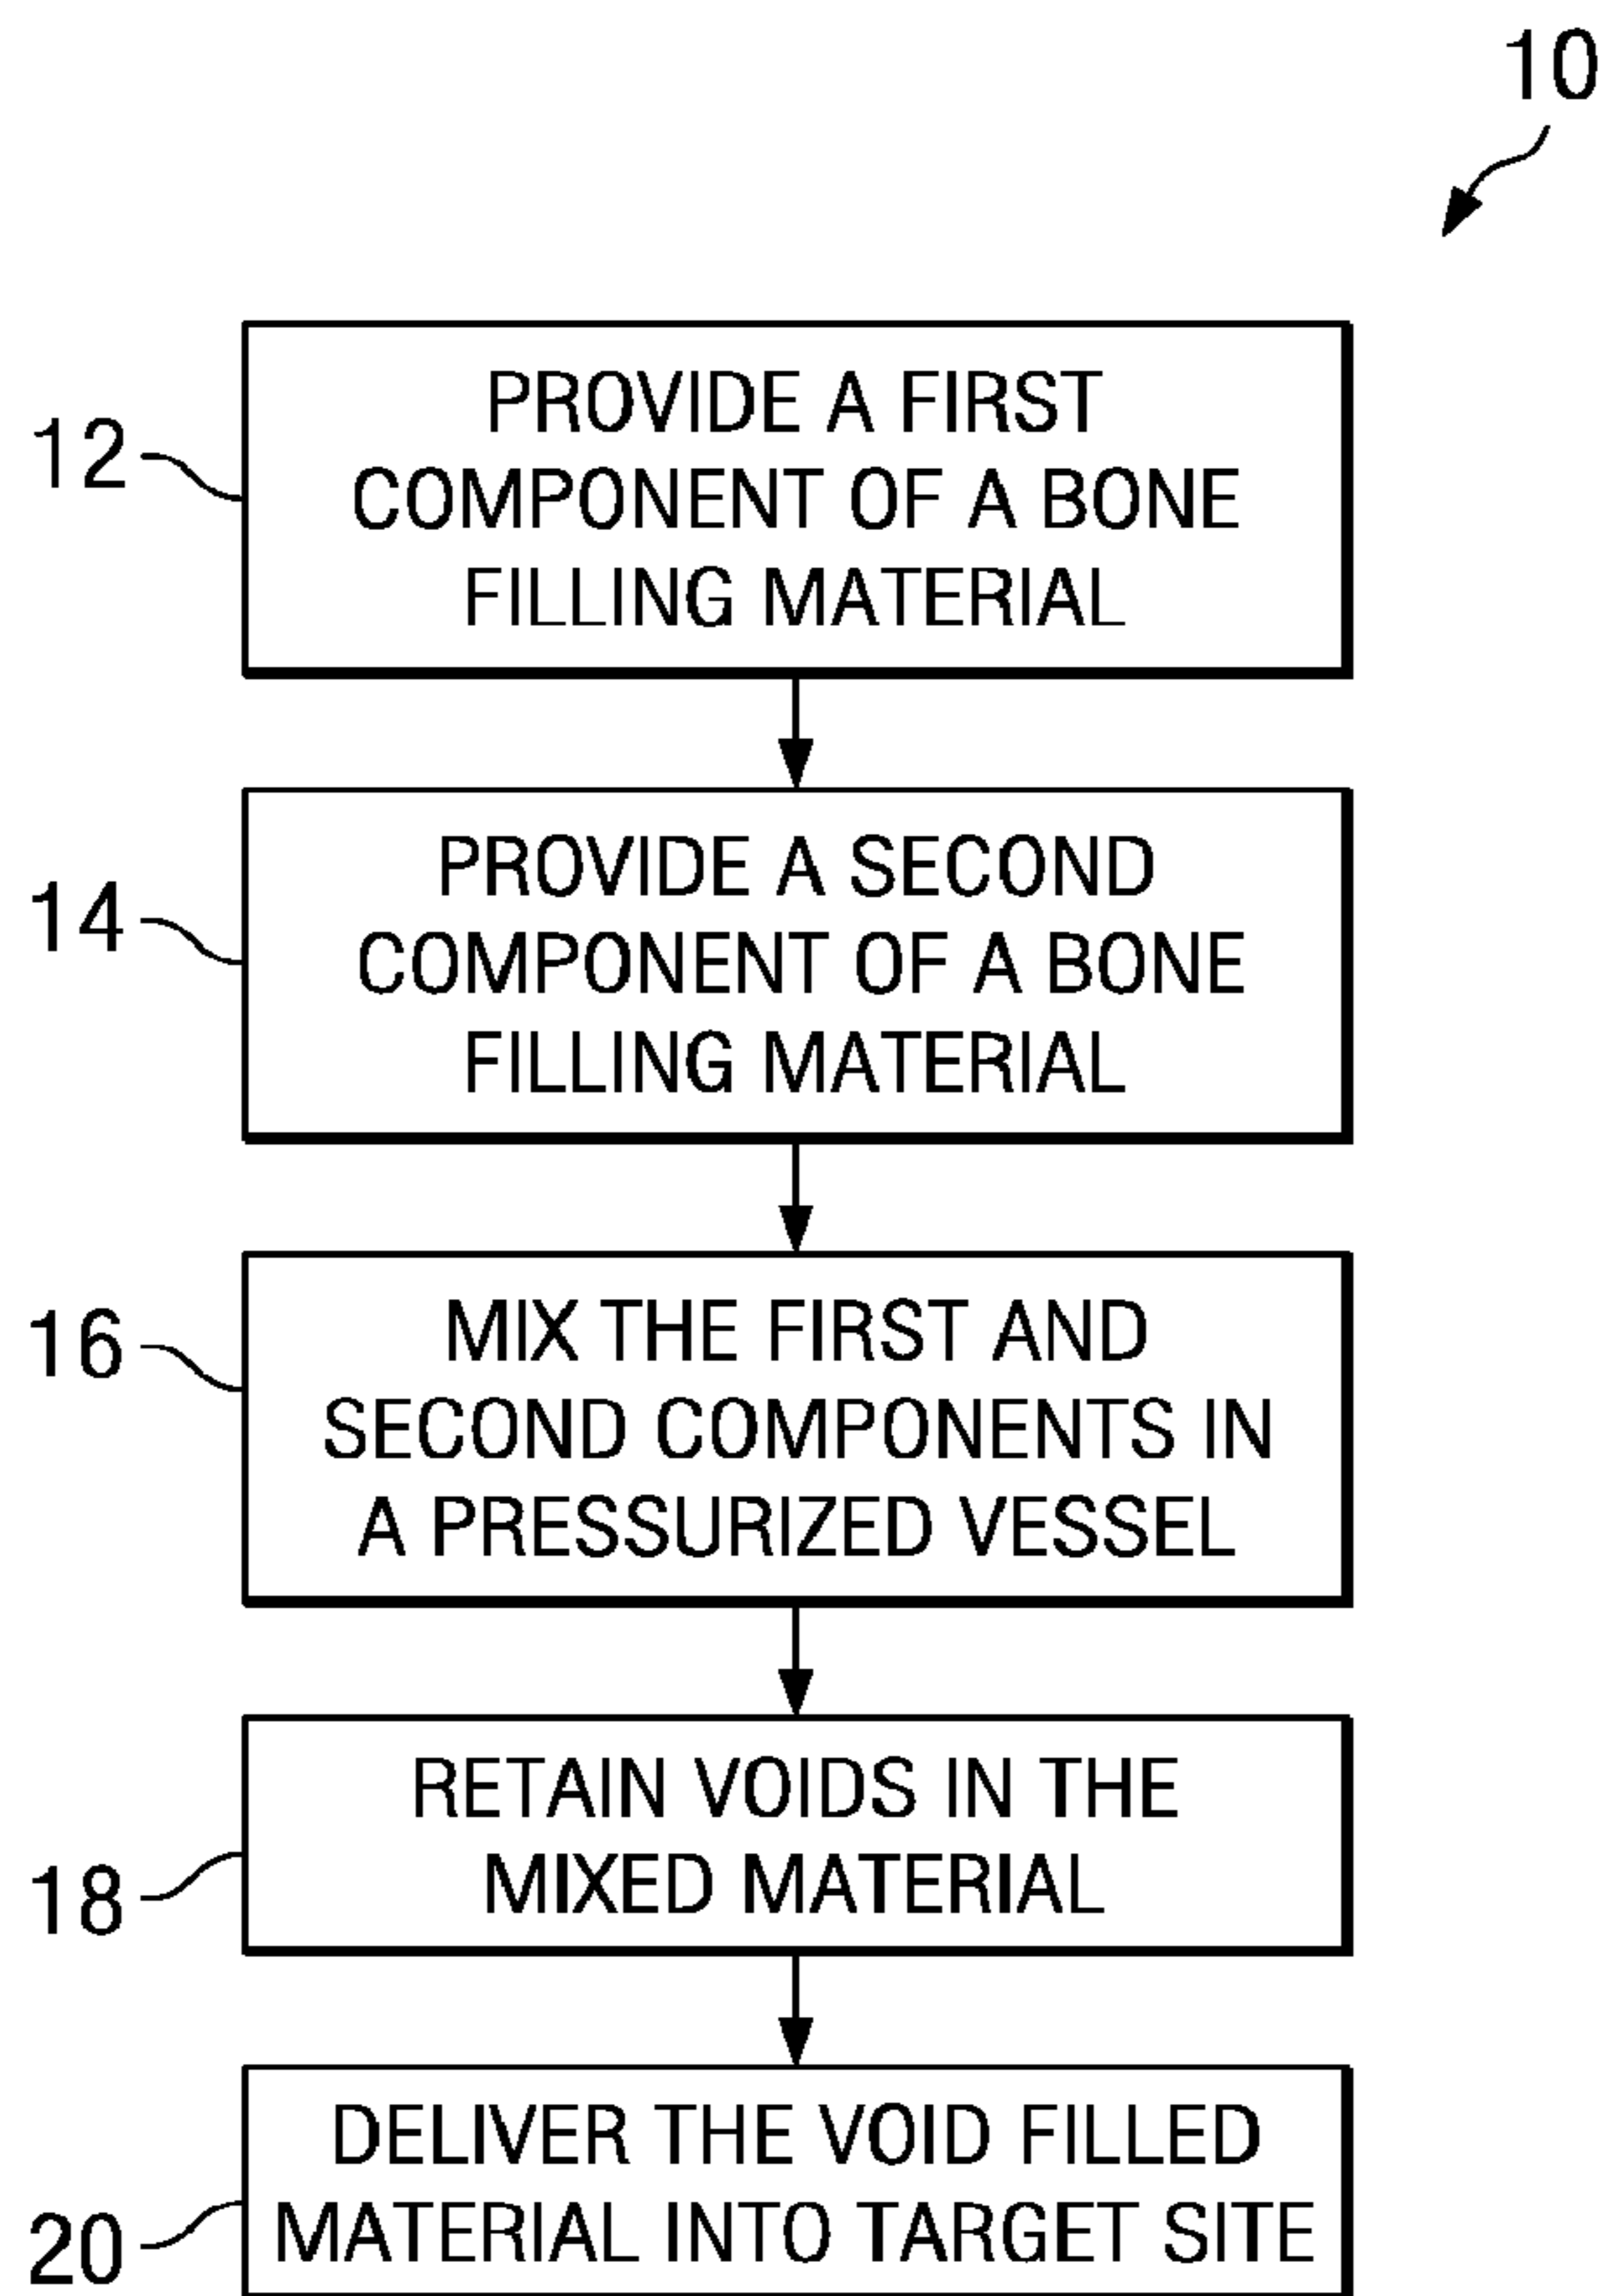 10
12
PROVIDE A FIRST
COMPONENT OF A BONE
FILLING MATERIAL
14
PROVIDE A SECOND
COMPONENT OF A BONE
FILLING MATERIAL
16
MIX THE FIRST AND
SECOND COMPONENTS IN
A PRESSURIZED VESSEL
18
RETAIN VOIDS IN THE
MIXED MATERIAL
20
DELIVER THE VOID FILLED
MATERIAL INTO TARGET SITE